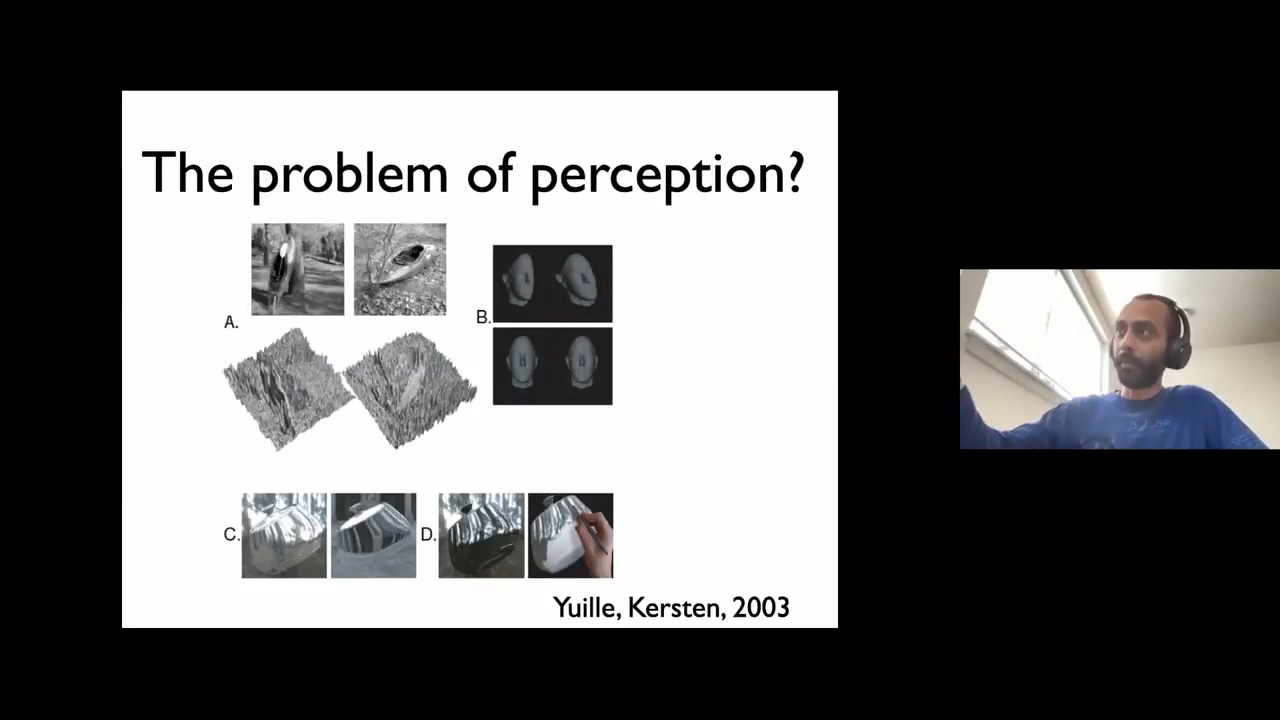 The problem of perception?
A.
B.
C.
D.
Yuille, Kersten, 2003